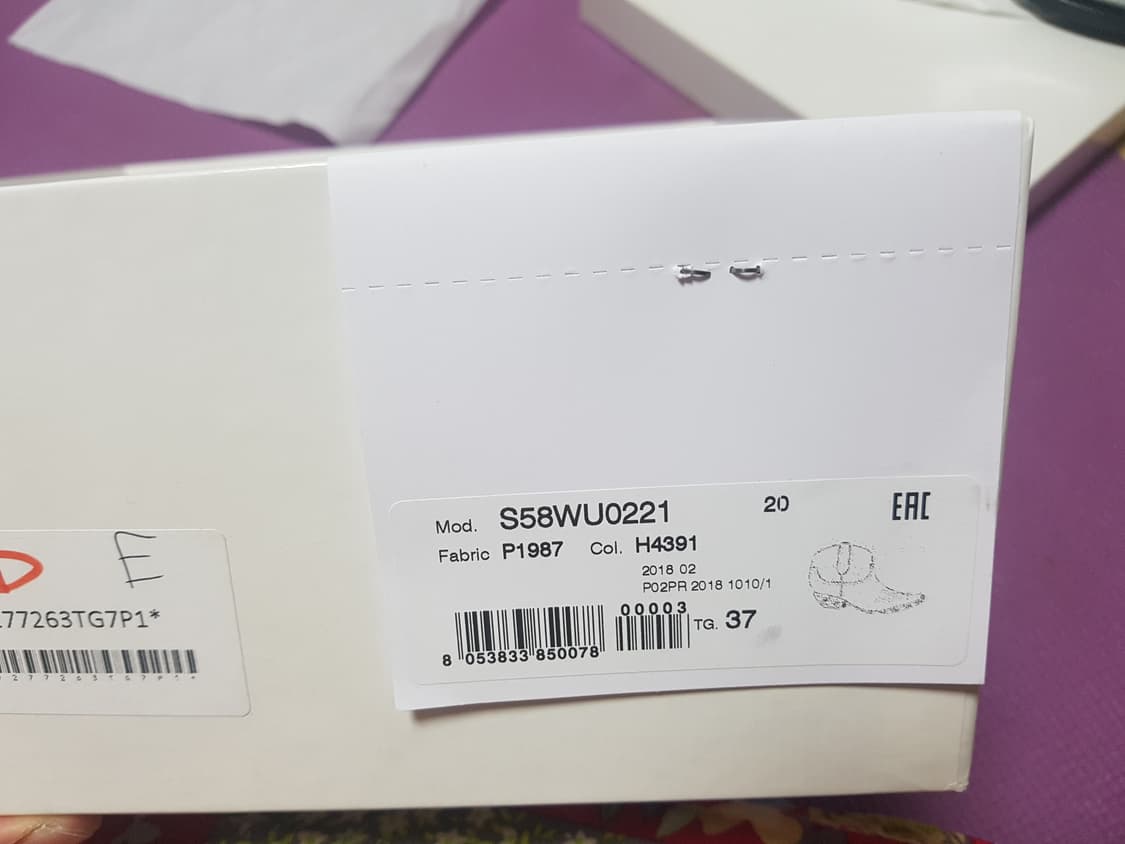 Mod. S58WU0221 20 EAC
Fabric P1987 Col. H4391
2018 02
P02PR 2018 1010/1
00003
TG. 37
8 053833 850078
D E
77263TG7P1*